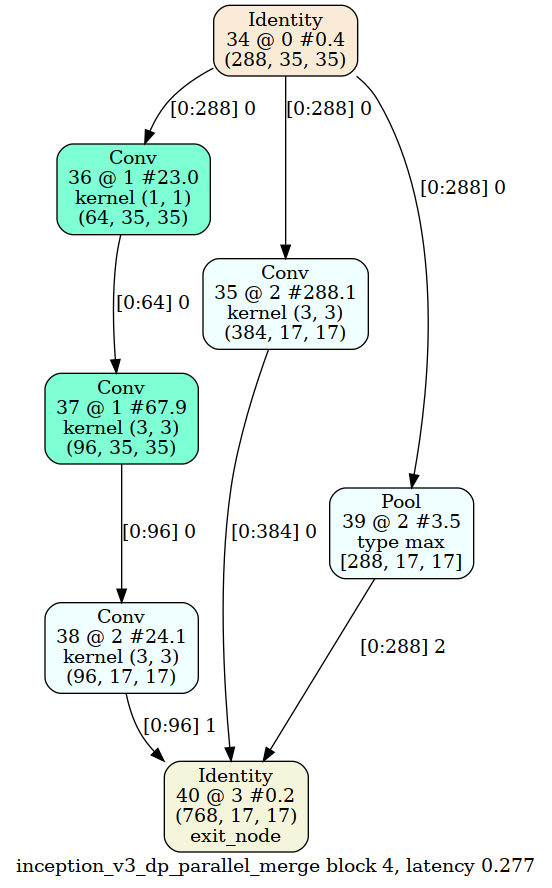 Identity
34 @ 0 #0.4
(288, 35, 35)
[0:288] 0
[0:288] 0
[0:288] 0
Conv
36 @ 1 #23.0
kernel (1, 1)
(64, 35, 35)
Conv
35 @ 2 #288.1
kernel (3, 3)
(384, 17, 17)
[0:64] 0
Conv
37 @ 1 #67.9
kernel (3, 3)
(96, 35, 35)
[0:96] 0
[0:384] 0
Pool
39 @ 2 #3.5
type max
[288, 17, 17]
Conv
38 @ 2 #24.1
kernel (3, 3)
(96, 17, 17)
[0:288] 2
[0:96] 1
Identity
40 @ 3 #0.2
(768, 17, 17)
exit_node
inception_v3_dp_parallel_merge block 4, latency 0.277